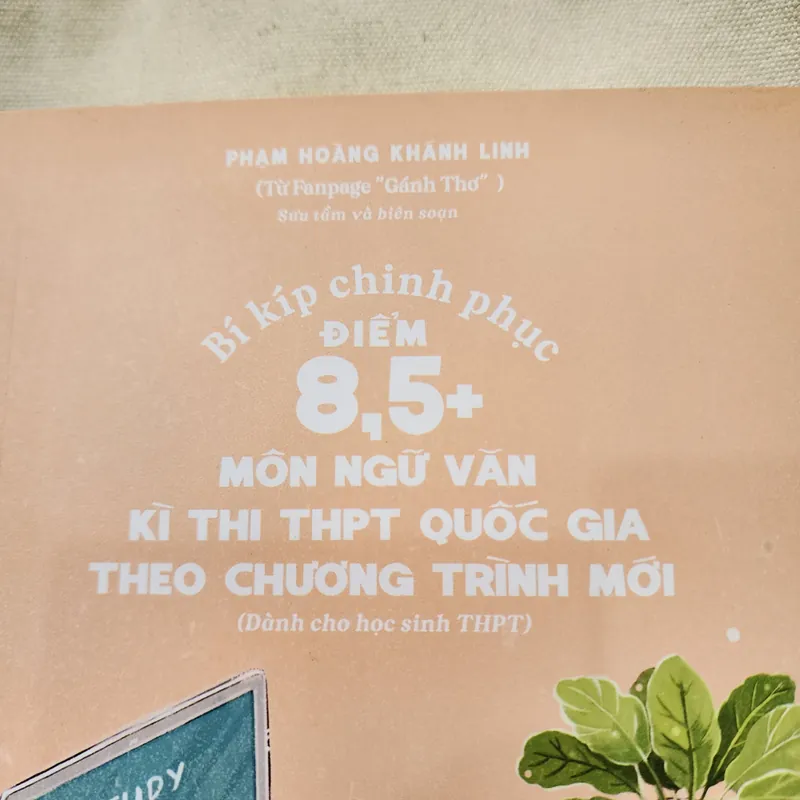 PHẠM HOÀNG KHÁNH LINH
(Từ Fanpage "Gánh Thơ" )
Sưu tầm và biên soạn
Bí kíp chinh phục
ĐIỂM
8,5+
MÔN NGỮ VĂN
KÌ THI THPT QUỐC GIA
THEO CHƯƠNG TRÌNH MỚI
(Dành cho học sinh THPT)